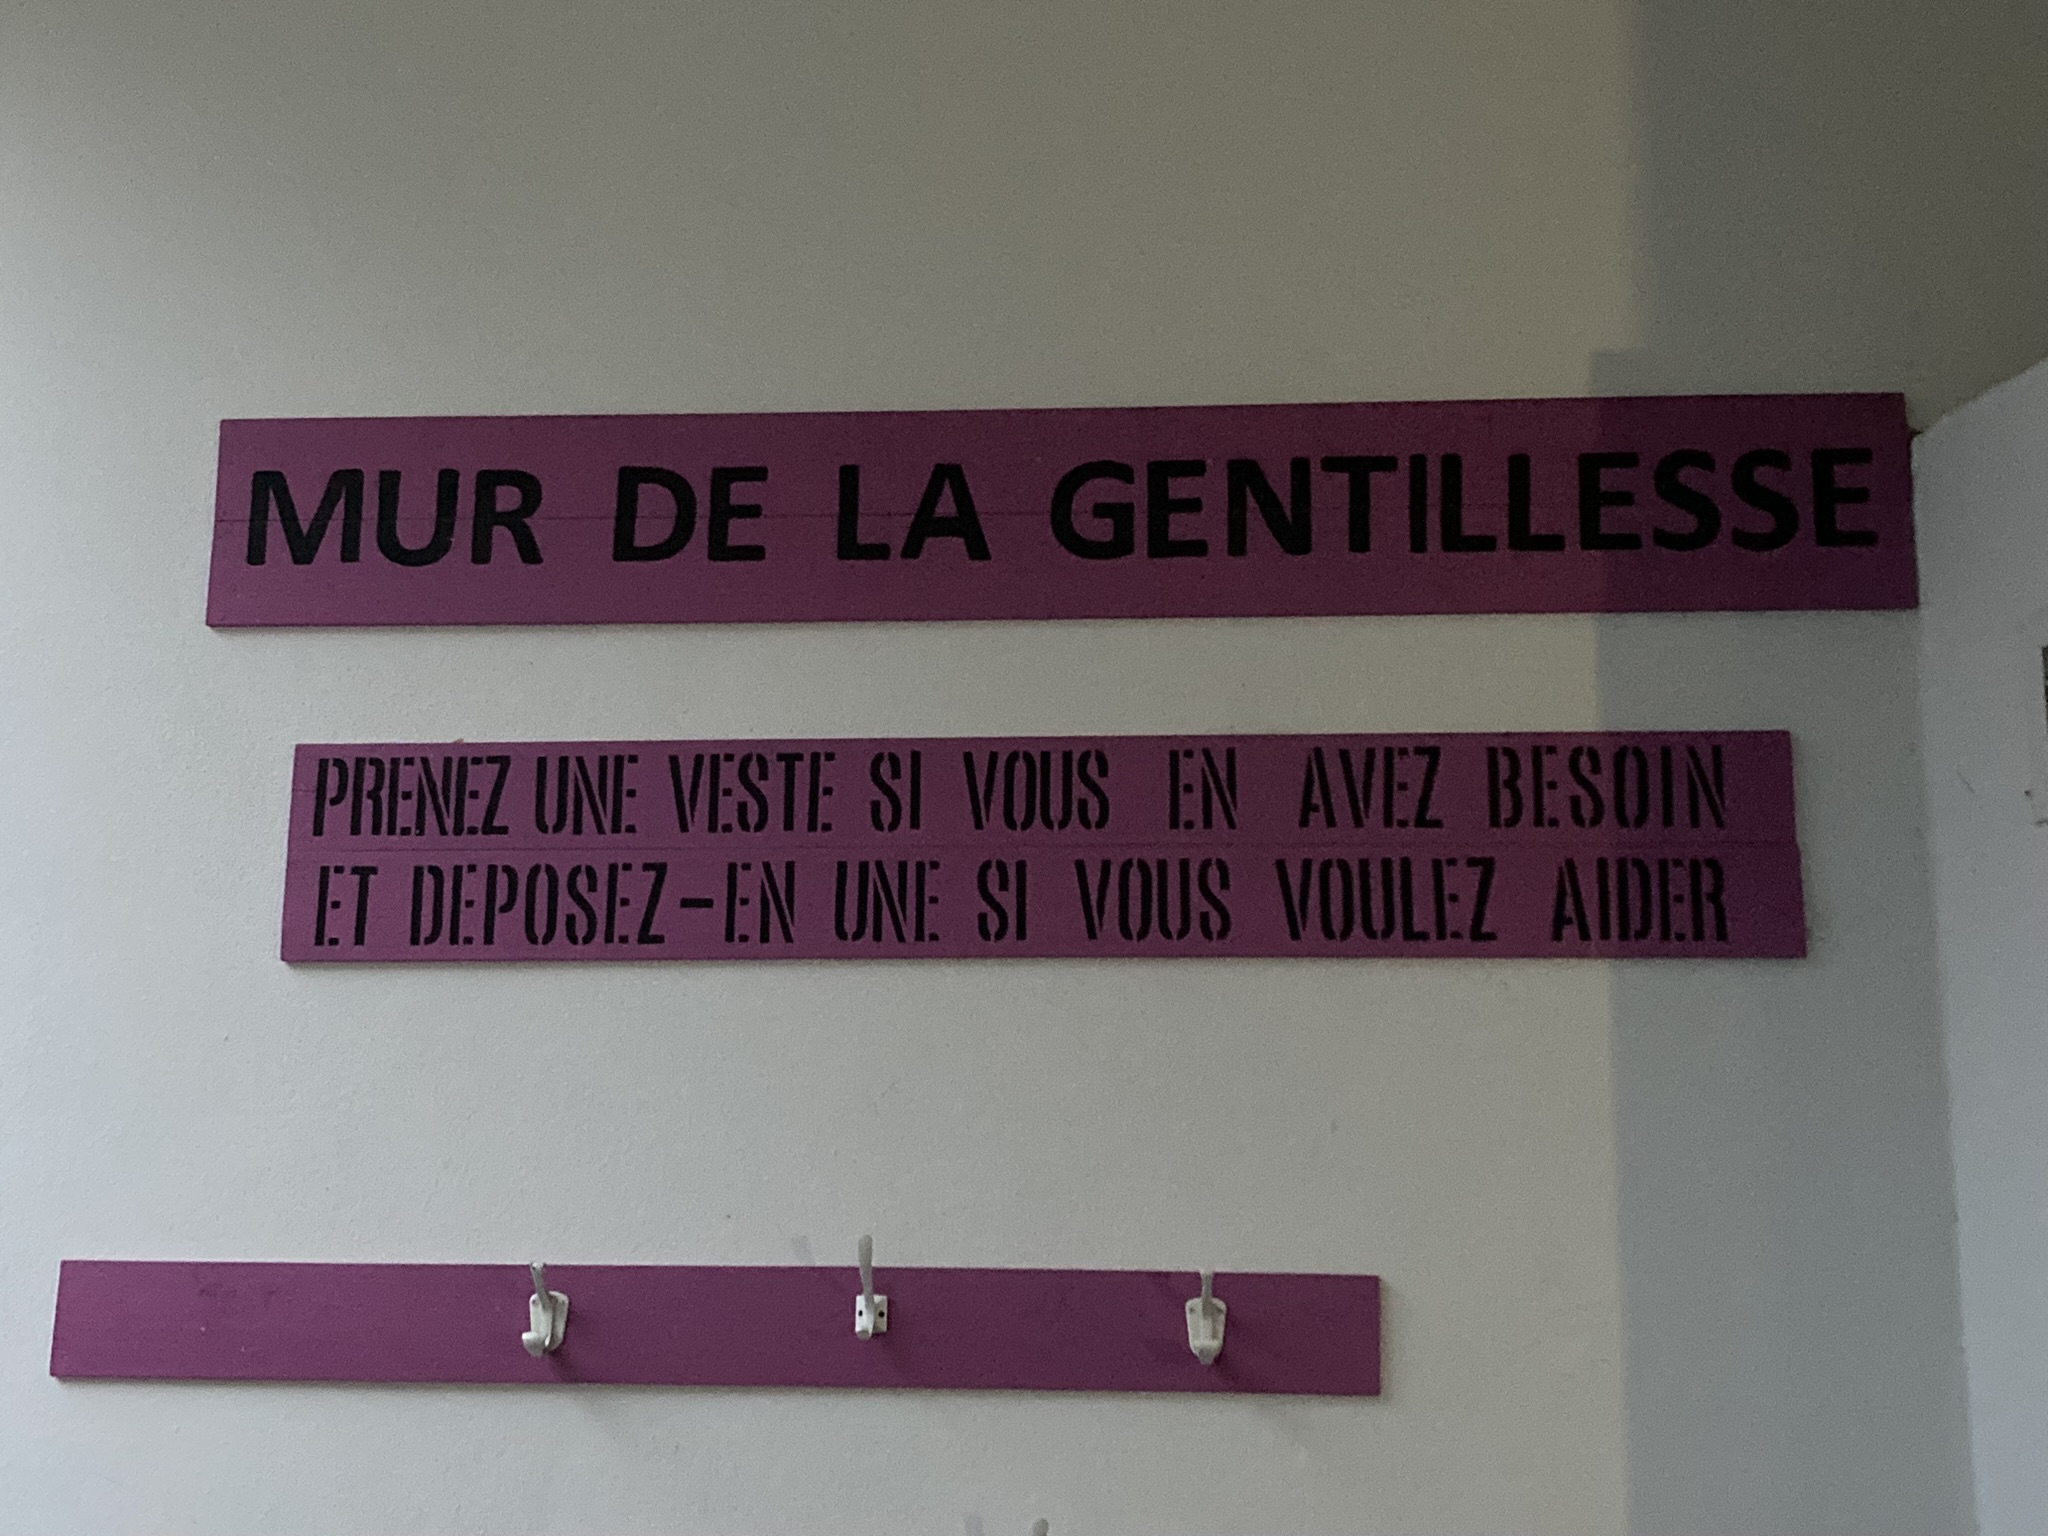 MUR DE LA GENTILLESSE
PRENEZ UNE VESTE SI VOUS EN AVEZ BESOIN
ET DEPOSEZ-EN UNE SI VOUS VOULEZ AIDER